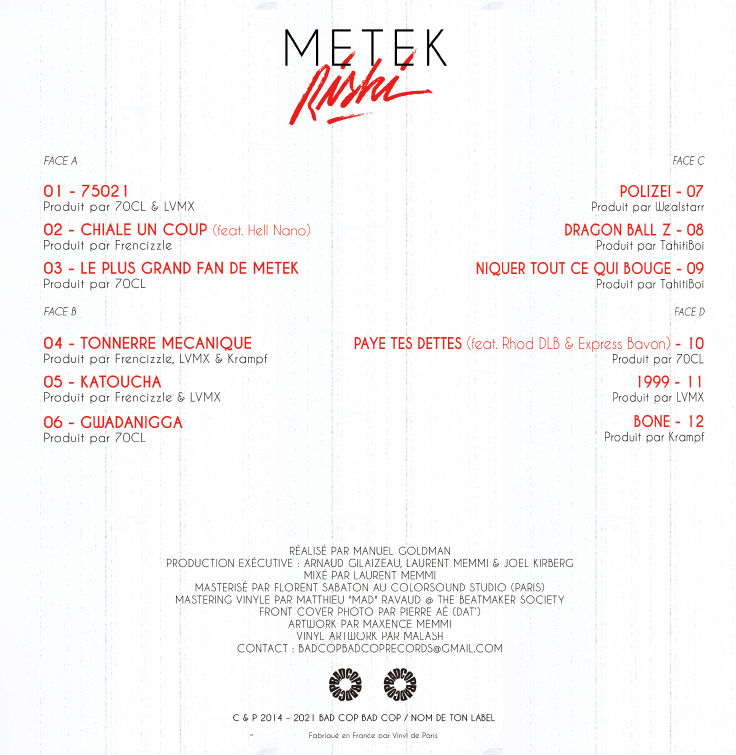 METEK
Riski
FACE A
01 - 75021
Produit par 70CL & LVMX
02 - CHIALE UN COUP (feat. Hell Nano)
Produit par Frencizzle
03 - LE PLUS GRAND FAN DE METEK
Produit par 70CL
FACE B
04 - TONNERRE MECANIQUE
Produit par Frencizzle, LVMX & Krampf
05 - KATOUCHA
Produit par Frencizzle & LVMX
06 - GWADANIGGA
Produit par 70CL
FACE C
POLIZEI - 07
Produit par Wealstarr
DRAGON BALL Z - 08
Produit par TahitiBoi
NIQUER TOUT CE QUI BOUGE - 09
Produit par TahitiBoi
FACE D
PAYE TES DETTES (feat. Rhod DLB & Express Bavon) - 10
Produit par 70CL
1999 - 11
Produit par LVMX
BONE - 12
Produit par Krampf
RÉALISÉ PAR MANUEL GOLDMAN
PRODUCTION EXÉCUTIVE : ARNAUD GILAIZEAU, LAURENT MEMMI & JOEL KIRBERG
MIXÉ PAR LAURENT MEMMI
MASTERISÉ PAR FLORENT SABATON AU COLORSOUND STUDIO (PARIS)
MASTERING VINYLE PAR MATTHIEU "MAD" RAVAUD @ THE BEATMAKER SOCIETY
FRONT COVER PHOTO PAR PIERRE AÉ (DAT')
ARTWORK PAR MAXENCE MEMMI
VINYL ARTWORK PAR MALASH
CONTACT : BADCOPBADCOPRECORDS@GMAIL.COM
BADCOPBADCOP
BADCOPBADCOP
C & P 2014 - 2021 BAD COP BAD COP / NOM DE TON LABEL
Fabriqué en France par Vinyl de Paris